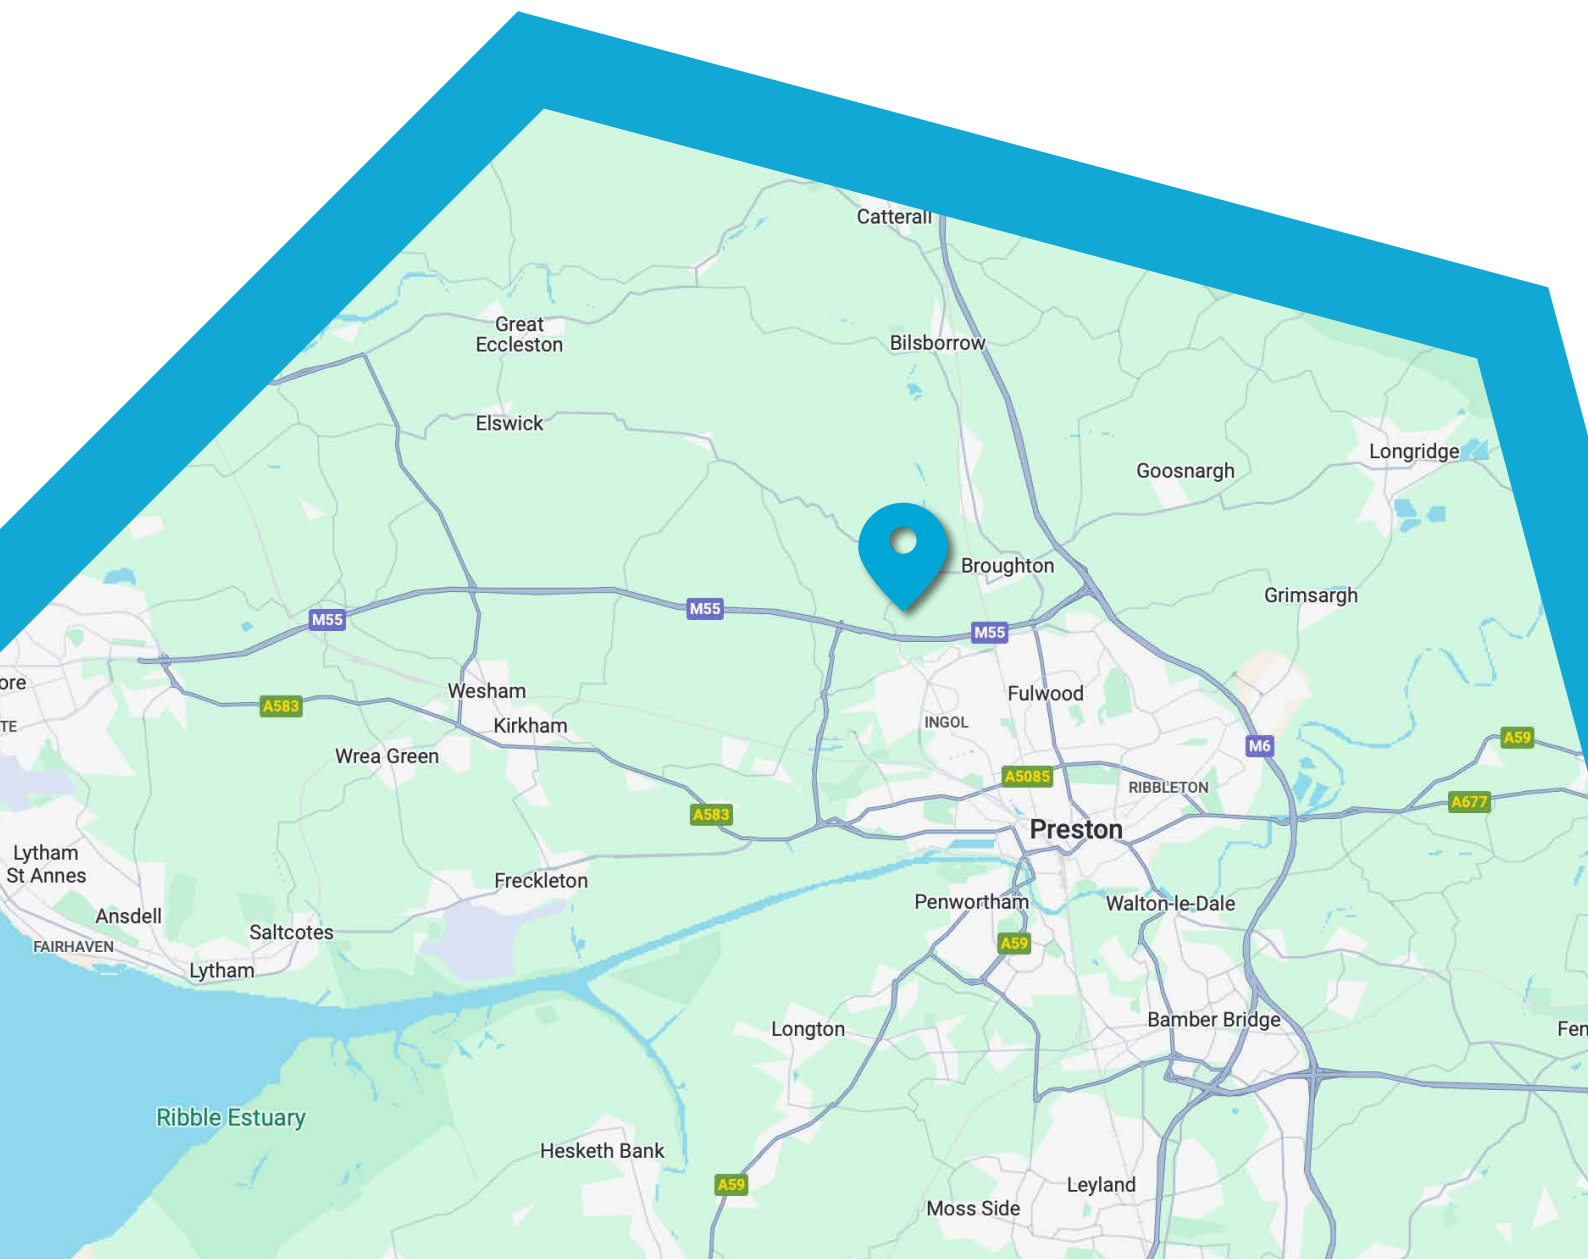 Catterall
Great
Eccleston
Bilsborrow
Elswick
Longridge
Goosnargh
Broughton
Grimsargh
M55
M55
M55
ore
Wesham
Fulwood
A583
INGOL
TE
Kirkham
A59
M6
Wrea Green
A5085
RIBBLETON
A677
A583
Preston
Lytham
St Annes
Freckleton
Penwortham
Walton-le-Dale
Ansdell
Saltcotes
FAIRHAVEN
A59
Lytham
Bamber Bridge
Longton
Fen
Ribble Estuary
Hesketh Bank
A59
Leyland
Moss Side